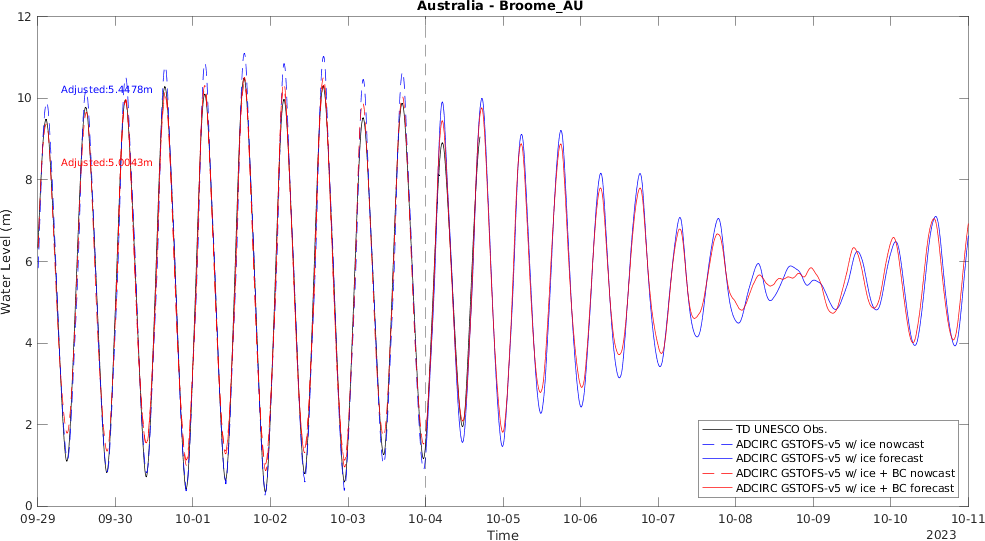 Australia - Broome_AU
12
10
8
6
4
2
0
Water Level (m)
Adjusted:5.4478m
Adjusted:5.0043m
TD UNESCO Obs.
ADCIRC GSTOFS-v5 w/ ice nowcast
ADCIRC GSTOFS-v5 w/ ice forecast
ADCIRC GSTOFS-v5 w/ ice + BC nowcast
ADCIRC GSTOFS-v5 w/ ice + BC forecast
09-29 09-30 10-01 10-02 10-03 10-04 10-05 10-06 10-07 10-08 10-09 10-10 10-11
Time
2023